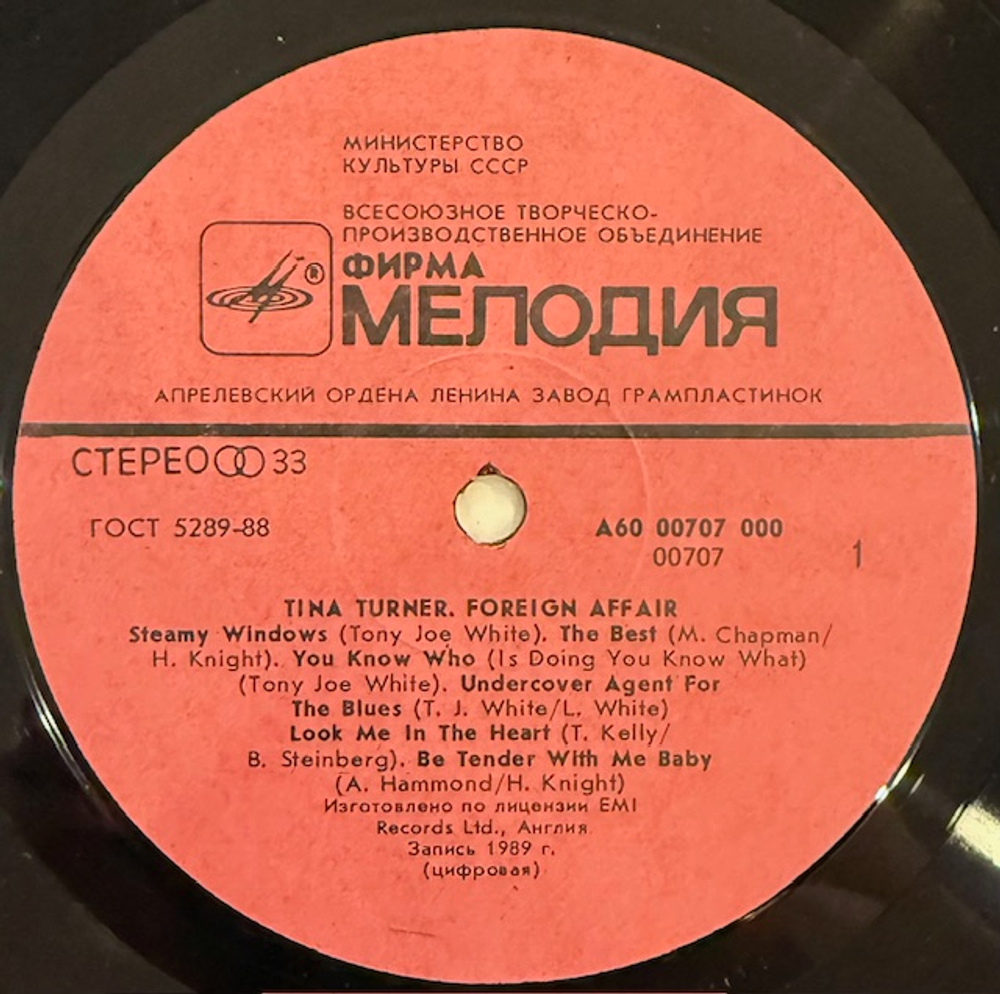 МИНИСТЕРСТВО
КУЛЬТУРЫ СССР
ВСЕСОЮЗНОЕ ТВОРЧЕСКО-
ПРОИЗВОДСТВЕННОЕ ОБЪЕДИНЕНИЕ
ФИРМА
®
МЕЛОДИЯ
АПРЕЛЕВСКИЙ ОРДЕНА ЛЕНИНА ЗАВОД ГРАМПЛАСТИНОК
СТЕРЕО 33
ГОСТ 5289-88
А60 00707 000
00707
1
TINA TURNER. FOREIGN AFFAIR
Steamy Windows (Tony Joe White). The Best (M. Chapman/
H. Knight). You Know Who (Is Doing You Know What)
(Tony Joe White). Undercover Agent For
The Blues (T. J. White/L. White)
Look Me In The Heart (T. Kelly/
B. Steinberg). Be Tender With Me Baby
(A. Hammond/H. Knight)
Изготовлено по лицензии EMI
Records Ltd., Англия
Запись 1989 г.
(цифровая)